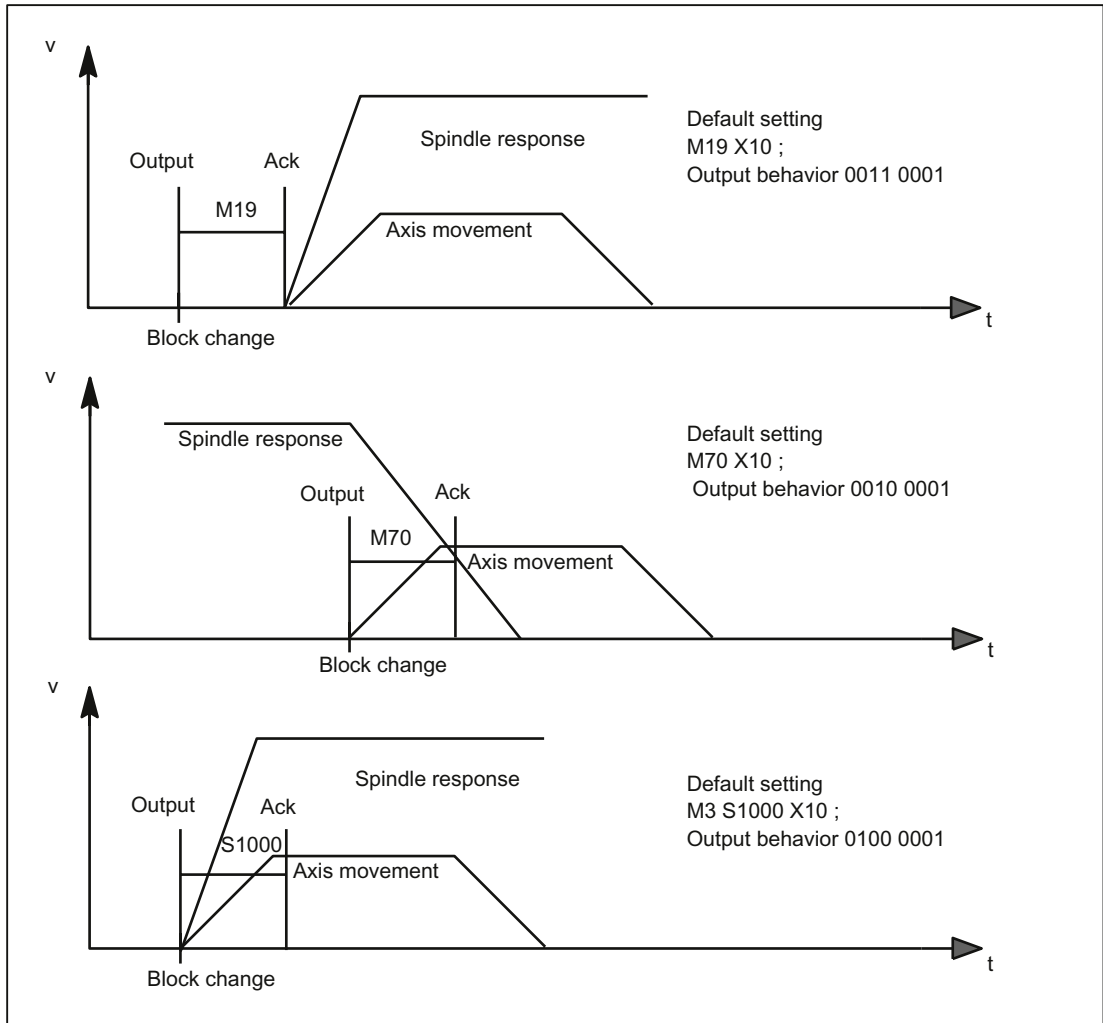 v
Output
Ack
M19
Spindle response
Axis movement
Default setting
M19 X10 ;
Output behavior 0011 0001
Block change
t
v
Spindle response
Output
Ack
M70
Axis movement
Default setting
M70 X10 ;
Output behavior 0010 0001
Block change
t
v
Output
Ack
S1000
Spindle response
Axis movement
Default setting
M3 S1000 X10 ;
Output behavior 0100 0001
Block change
t